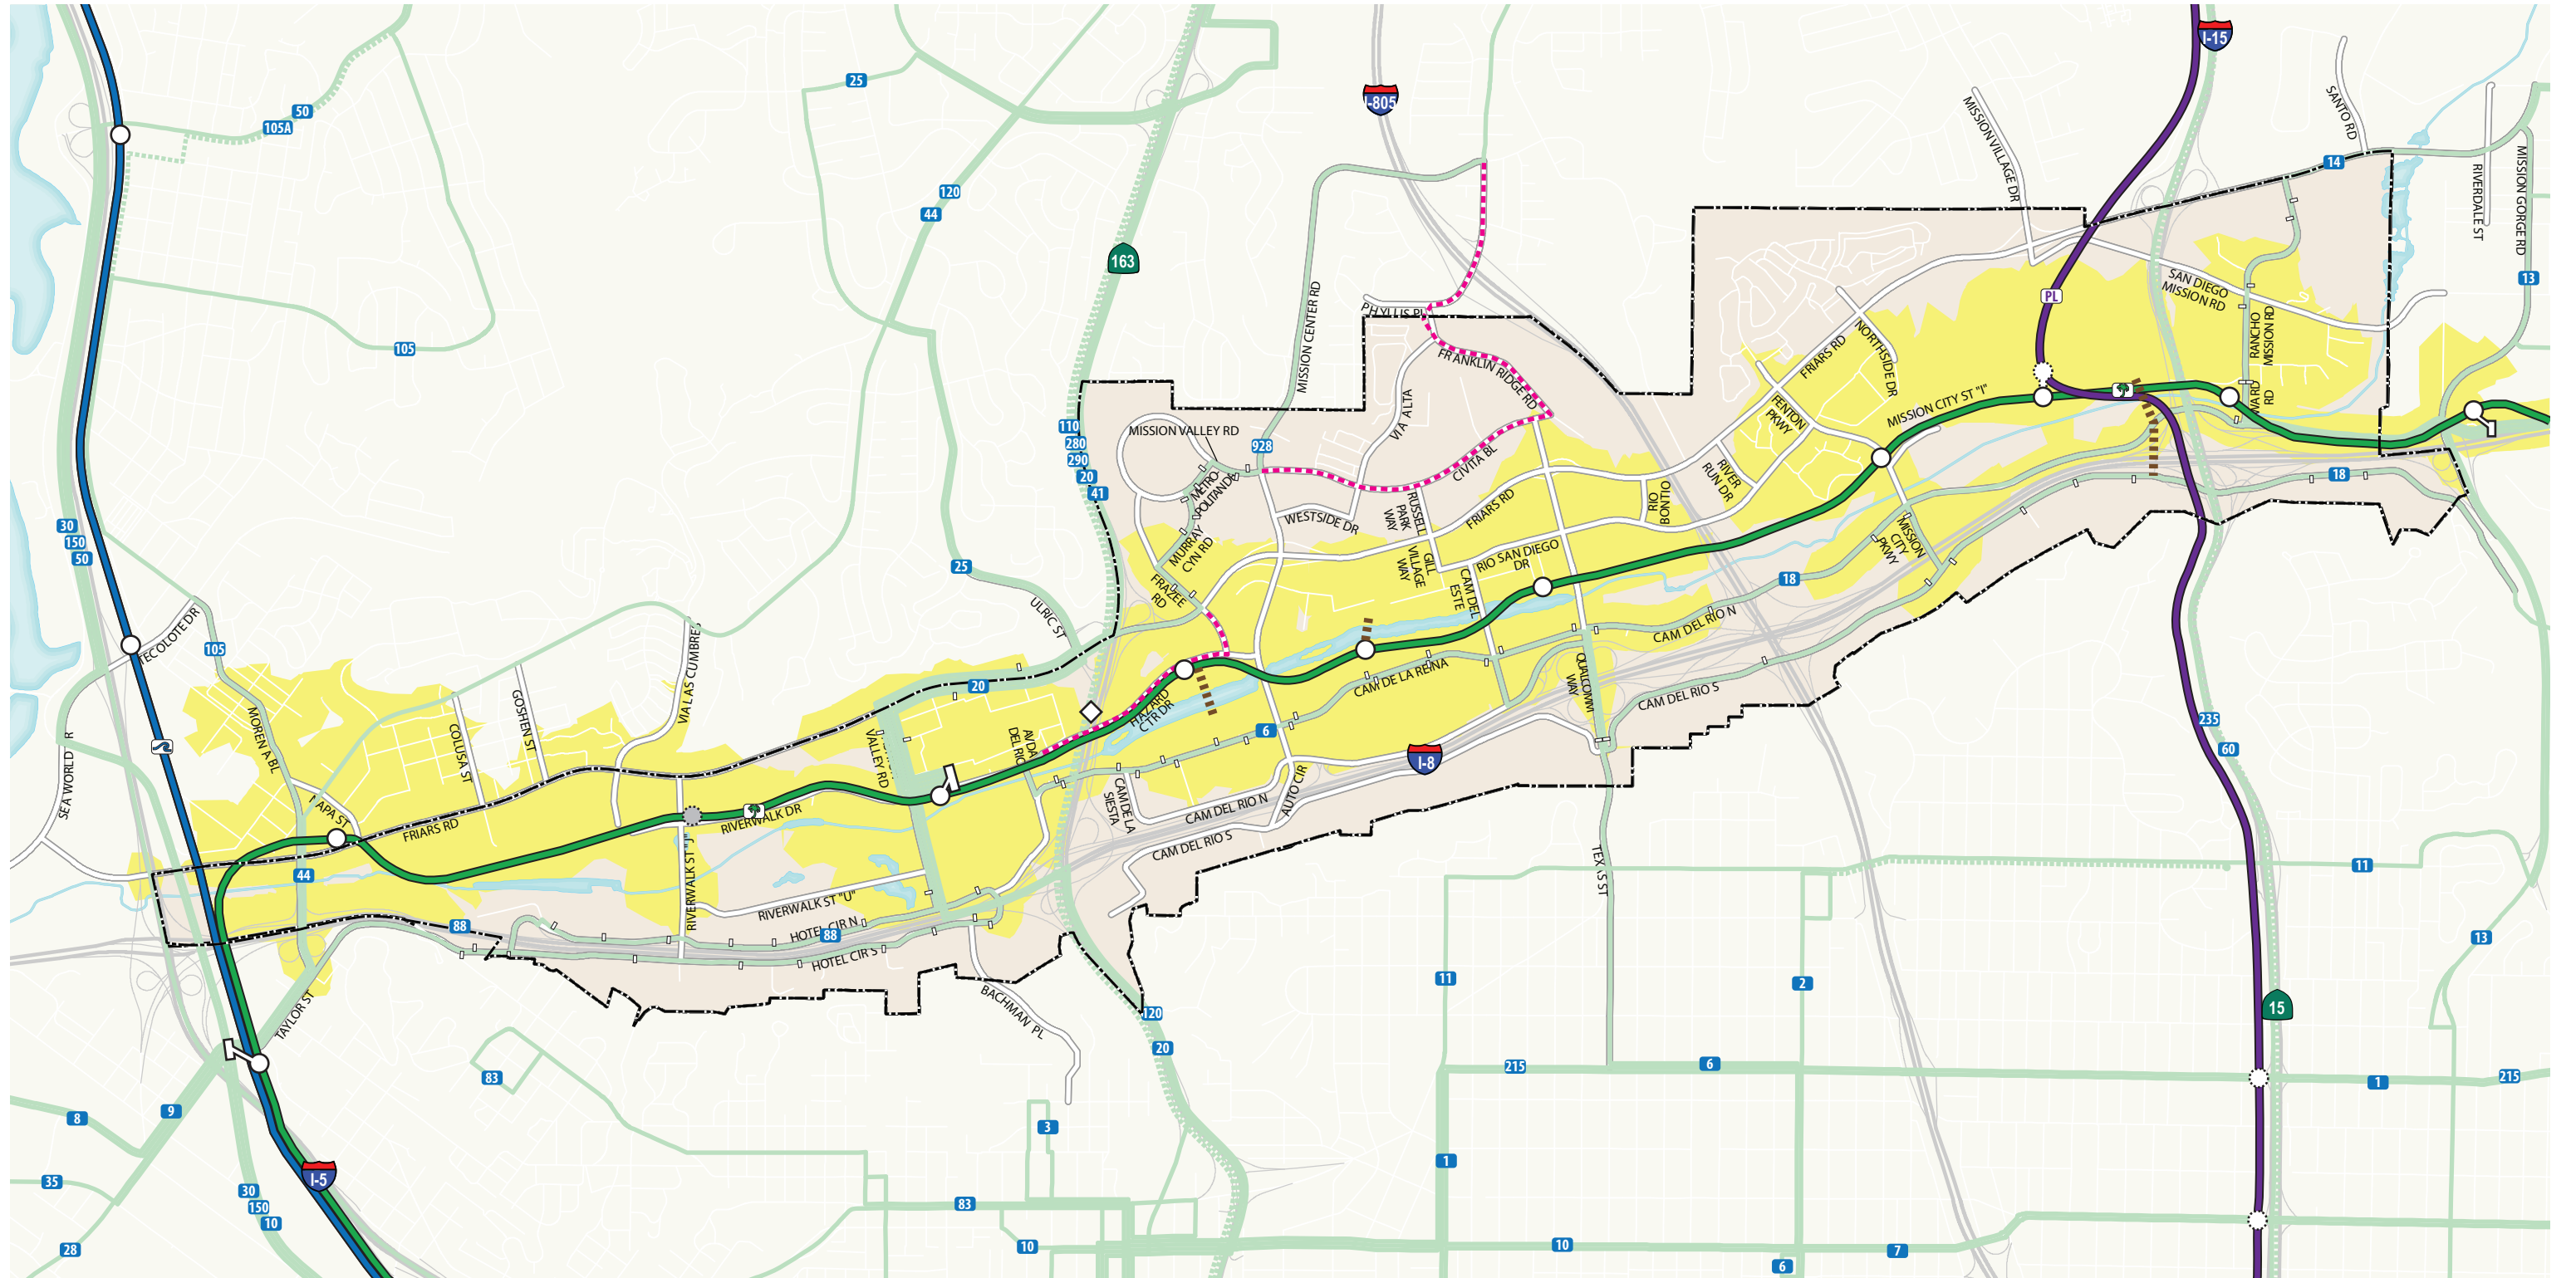 I-15
I-805
25
50
105A
SANTO RD
MISSION VILLAGE DR
14
MISSION GORGE RD
RIVERDALE ST
120
44
163
13
SAN DIEGO
MISSION RD
PL
MISSION CENTER RD
PHYLLIS PL
RANCHO
MISSION RD
NORTHSIDE DR
FRIARS RD
105
FRANKLIN RIDGE RD
WARD
RD
VIA ALTA
FENTON
PKWY
MISSION CITY ST "I"
110
280
290
20
41
MISSION VALLEY RD
928
METRO-
POLITAN DR
CIVITA BL
RIVER
RUN DR
18
RUSSELL
PARK
WAY
FRIARS RD
RIO
BONITO
WESTSIDE DR
30
150
50
MISSION
CITY
PKWY
MURRAY
CYN RD
GILL
VILLAGE
WAY
RIO SAN DIEGO
DR
25
FRAZEE
RD
CAM DEL
ESTE
18
ULRIC ST
TECOLOTE DR
105
CAM DEL RIO N
VIA LAS CUMBRES
20
CAM DE LA REINA
QUALCOMM
WAY
CAM DEL RIO S
GOSHEN ST
HAZARD
CTR DR
MORENA BL
COLUSA ST
AVDA
DEL RIO
VALLEY RD
6
235
60
I-8
NAPA ST
FRIARS RD
RIVERWALK DR
CAM DE LA
SIESTA
CAM DEL RIO N
AUTO CIR
CAM DEL RIO S
RIVERWALK ST "J"
44
TEXAS ST
11
RIVERWALK ST "U"
88
HOTEL CIR N
88
HOTEL CIR S
13
11
2
BACHMAN PL
TAYLOR ST
120
15
20
83
215
6
1
215
8
9
3
1
I-5
35
30
150
10
83
28
10
10
7
6